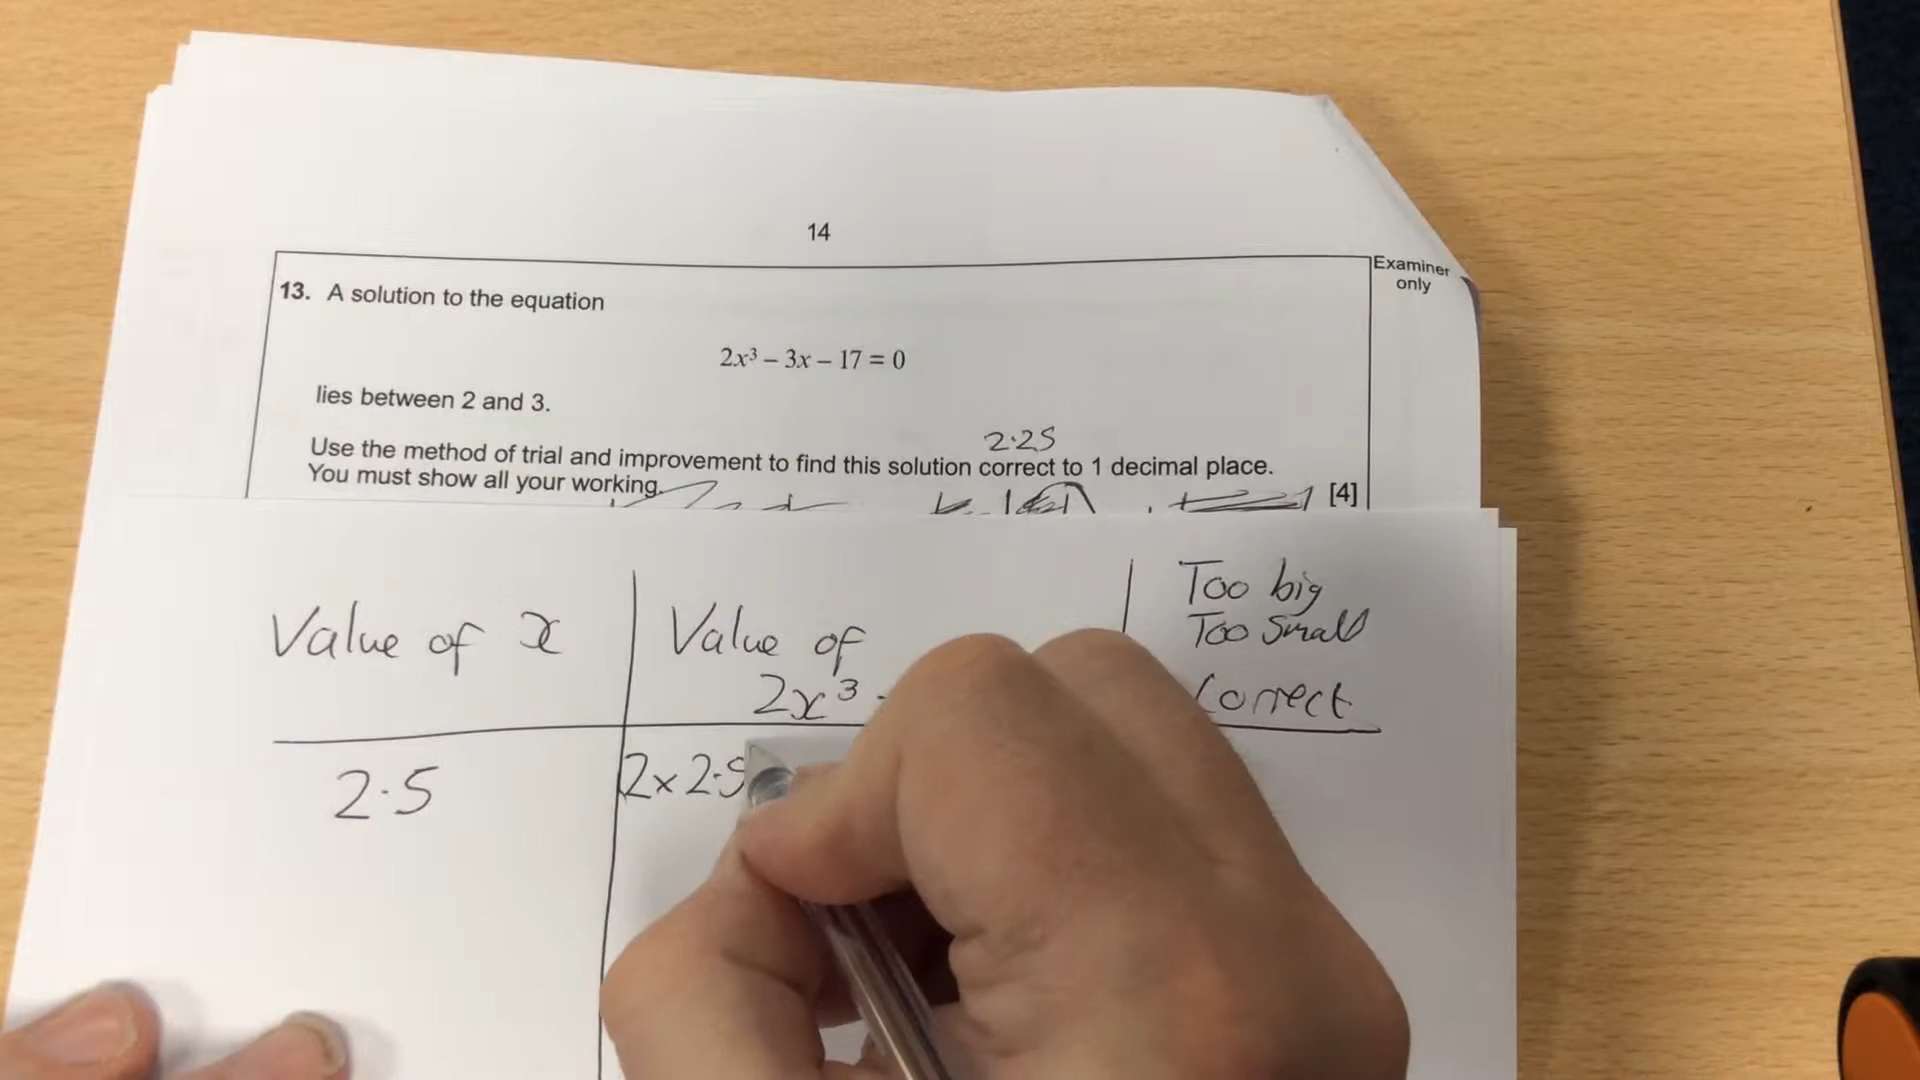 14
Examiner
only
13. A solution to the equation
2x³ – 3x – 17 = 0
lies between 2 and 3.
2.25
Use the method of trial and improvement to find this solution correct to 1 decimal place.
You must show all your working.
[4]
Too big
Too small
Value of x
Value of
2x³ -
Correct
2.5
2x2.5